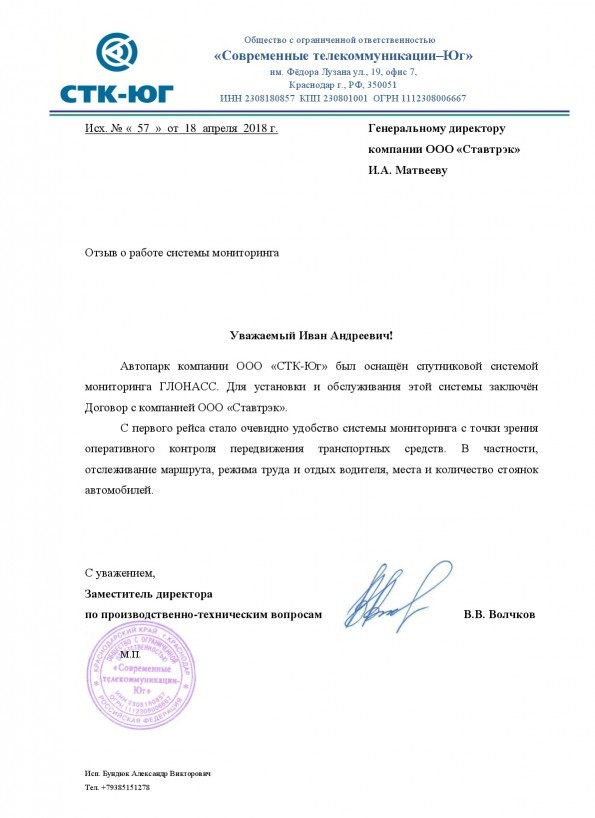 СТК-ЮГ
Общество с ограниченной ответственностью
«Современные телекоммуникации–Юг»
им. Фёдора Лузана ул., 19, офис 7,
Краснодар г., РФ, 350051
ИНН 2308180857 КПП 230801001 ОГРН 1112308006667
Исх. № « 57 » от 18 апреля 2018 г.
Генеральному директору
компании ООО «Ставтрэк»
И.А. Матвееву
Отзыв о работе системы мониторинга
Уважаемый Иван Андреевич!
Автопарк компании ООО «СТК-Юг» был оснащён спутниковой системой
мониторинга ГЛОНАСС. Для установки и обслуживания этой системы заключён
Договор с компанией ООО «Ставтрэк».
С первого рейса стало очевидно удобство системы мониторинга с точки зрения
оперативного контроля передвижения транспортных средств. В частности,
отслеживание маршрута, режима труда и отдых водителя, места и количество стоянок
автомобилей.
С уважением,
Заместитель директора
по производственно-техническим вопросам
В.В. Волчков
М.П.
КРАСНОДАРСКИЙ КРАЙ г.КРАСНОДАР
РОССИЙСКАЯ ФЕДЕРАЦИЯ
ОБЩЕСТВО С ОГРАНИЧЕННОЙ
ОТВЕТСТВЕННОСТЬЮ
«Современные
телекоммуникации–
Юг»
ИНН 2308180857
ОГРН 1112308006667
Исп. Бундюк Александр Викторович
Тел. +79385151278